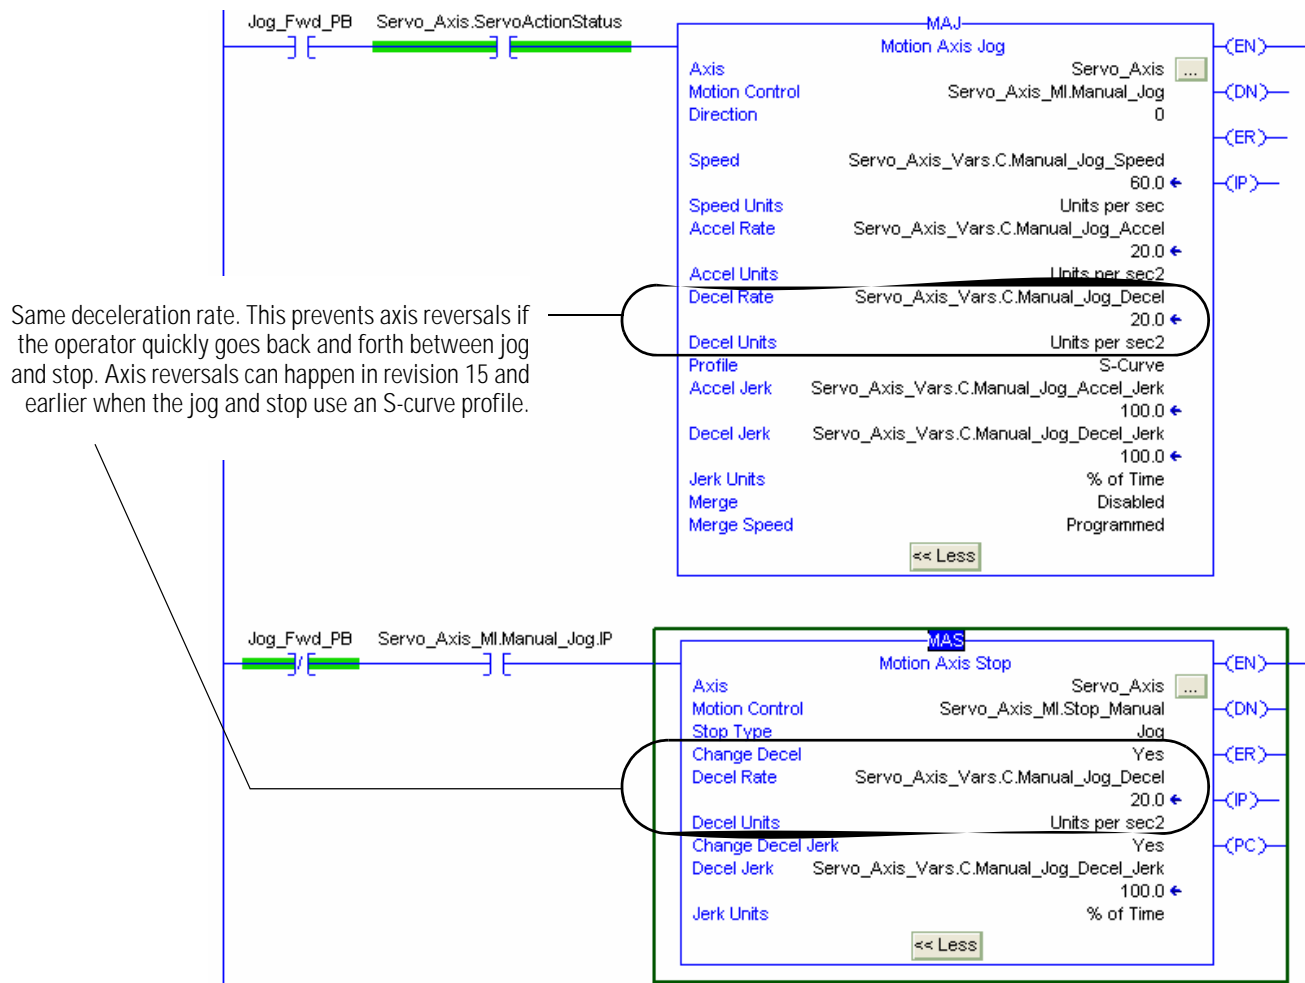 Jog_Fwd_PB Servo_Axis.ServoActionStatus
MAJ
Motion Axis Jog
Axis Servo_Axis ...
Motion Control Servo_Axis_MI.Manual_Jog
Direction 0
Speed Servo_Axis_Vars.C.Manual_Jog_Speed
60.0
Speed Units Units per sec
Accel Rate Servo_Axis_Vars.C.Manual_Jog_Accel
20.0
Accel Units Units per sec2
Decel Rate Servo_Axis_Vars.C.Manual_Jog_Decel
20.0
Decel Units Units per sec2
Profile S-Curve
Accel Jerk Servo_Axis_Vars.C.Manual_Jog_Accel_Jerk
100.0
Decel Jerk Servo_Axis_Vars.C.Manual_Jog_Decel_Jerk
100.0
Jerk Units % of Time
Merge Disabled
Merge Speed Programmed
<< Less
(EN)
(DN)
(ER)
(IP)
Same deceleration rate. This prevents axis reversals if
the operator quickly goes back and forth between jog
and stop. Axis reversals can happen in revision 15 and
earlier when the jog and stop use an S-curve profile.
Jog_Fwd_PB Servo_Axis_MI.Manual_Jog.IP
MAS
Motion Axis Stop
Axis Servo_Axis ...
Motion Control Servo_Axis_MI.Stop_Manual
Stop Type Jog
Change Decel Yes
Decel Rate Servo_Axis_Vars.C.Manual_Jog_Decel
20.0
Decel Units Units per sec2
Change Decel Jerk Yes
Decel Jerk Servo_Axis_Vars.C.Manual_Jog_Decel_Jerk
100.0
Jerk Units % of Time
<< Less
(EN)
(DN)
(ER)
(IP)
(PC)